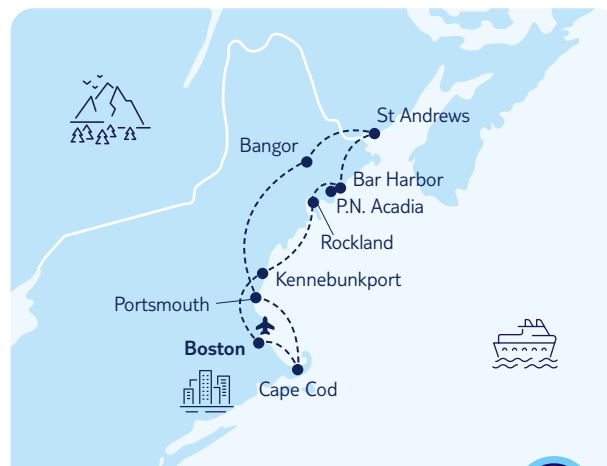 St Andrews
Bangor
Bar Harbor
P.N. Acadia
Rockland
Kennebunkport
Portsmouth
Boston
Cape Cod